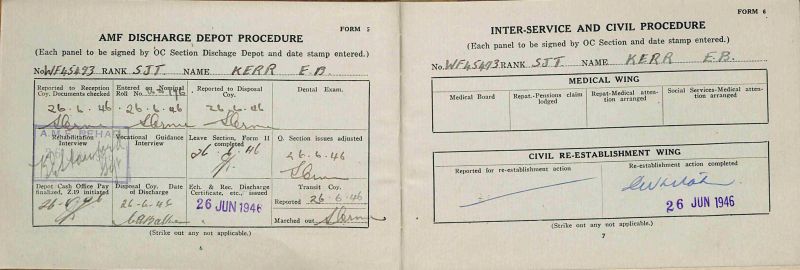 FORM 5
AMF DISCHARGE DEPOT PROCEDURE
(Each panel to be signed by OC Section Dischage Depot and date stamp entered.)
No. WF45493 RANK SJT. NAME KERR E.B.
Reported to Reception Coy. Documents checked
26.6.46
Entered on Nominal Roll No.
26.6.46
Reported to Disposal Coy.
26.6.46
Dental Exam.
A.M.F. REHAB
Rehabilitation Interview
Vocational Guidance Interview
Leave Section, Form II completed
26.6.46
Q. Section issues adjusted
26.6.46
Depot Cash Office Pay finalized, Z.19 initiated
26.6.46
Disposal Coy. Date of Discharge
26.6.46
Ech. & Rec. Discharge Certificate, etc., issued
26 JUN 1946
Transit Coy.
Reported 26.6.46
Marched out
(Strike out any not applicable.)
6
FORM 6
INTER-SERVICE AND CIVIL PROCEDURE
(Each panel to be signed by OC Section and date stamp entered.)
No. WF45493 RANK SJT. NAME KERR E.B.
MEDICAL WING
Medical Board
Repat.-Pensions claim lodged
Repat-Medical attention arranged
Social Services-Medical attention arranged
CIVIL RE-ESTABLISHMENT WING
Reported for re-establishment action
Re-establishment action completed
26 JUN 1946
(Strike out any not applicable.)
7